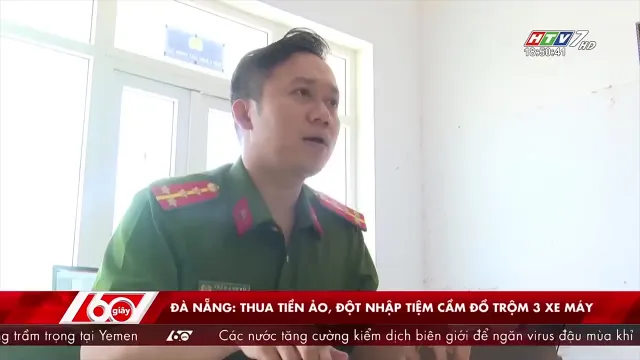 HTV7 HD
18:50:41
60 giây
ĐÀ NẴNG: THUA TIỀN ẢO, ĐỘT NHẬP TIỆM CẦM ĐỒ TRỘM 3 XE MÁY
ng trầm trọng tại Yemen 60 Các nước tăng cường kiểm dịch biên giới để ngăn virus đậu mùa khỉ